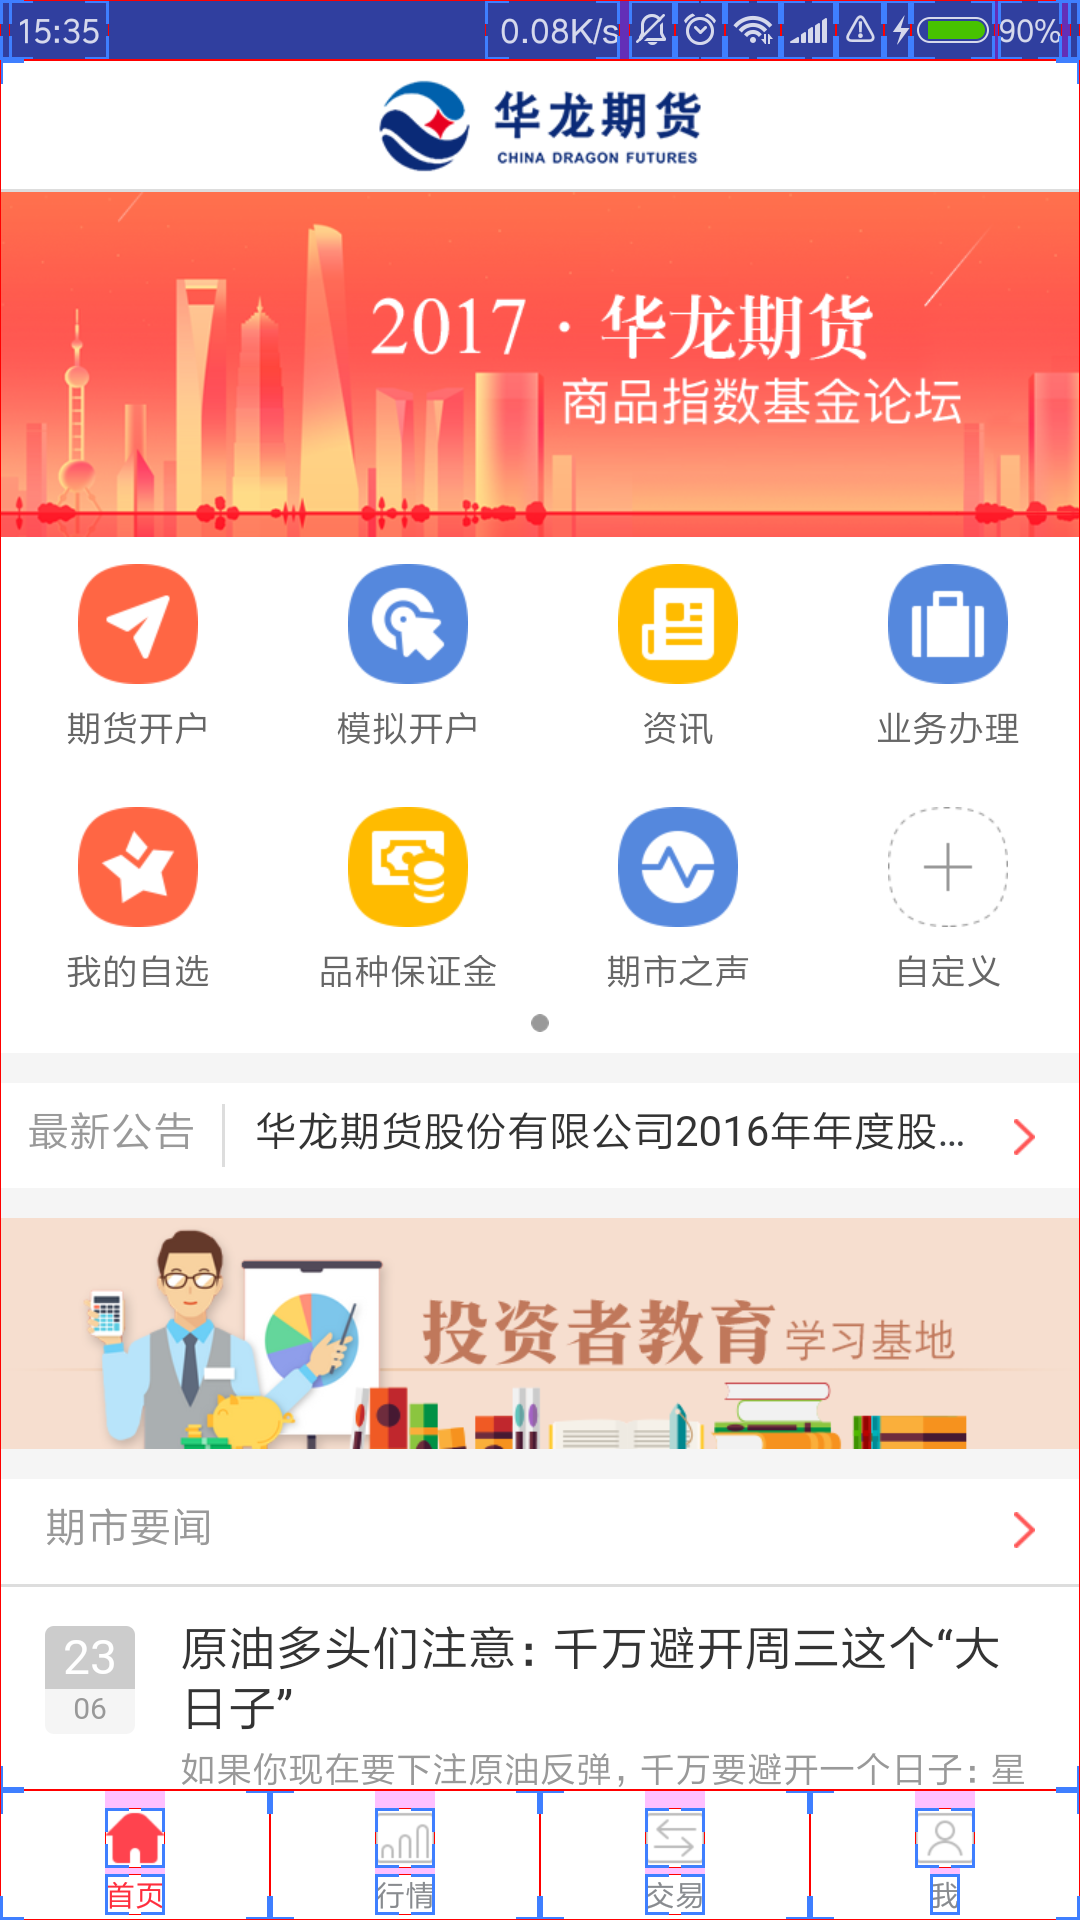 15:35 0.08K/s 90%
华龙期货
CHINA DRAGON FUTURES
2017 · 华龙期货
商品指数基金论坛
期货开户 模拟开户 资讯 业务办理
我的自选 品种保证金 期市之声 自定义
最新公告 华龙期货股份有限公司2016年年度股...
投资者教育 学习基地
期市要闻
23
06
原油多头们注意：千万避开周三这个“大
日子”
如果你现在要下注原油反弹，千万要避开一个日子：星
首页 行情 交易 我